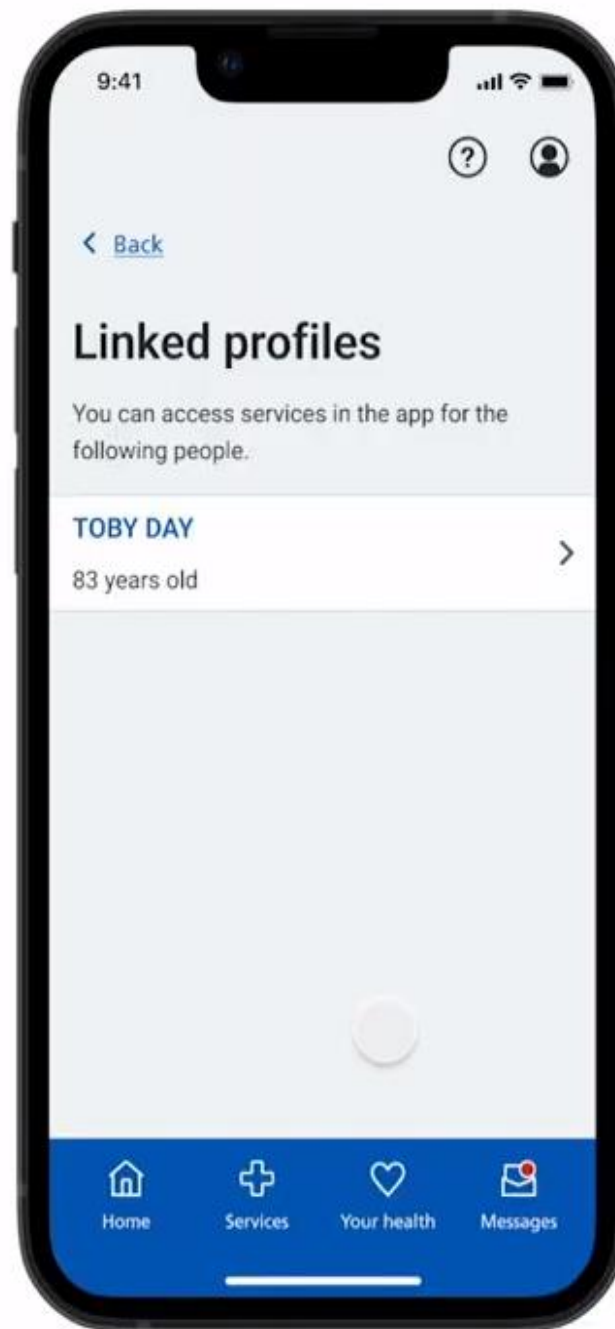 9:41
?
Back
Linked profiles
You can access services in the app for the
following people.
TOBY DAY
83 years old
Home
Services
Your health
Messages